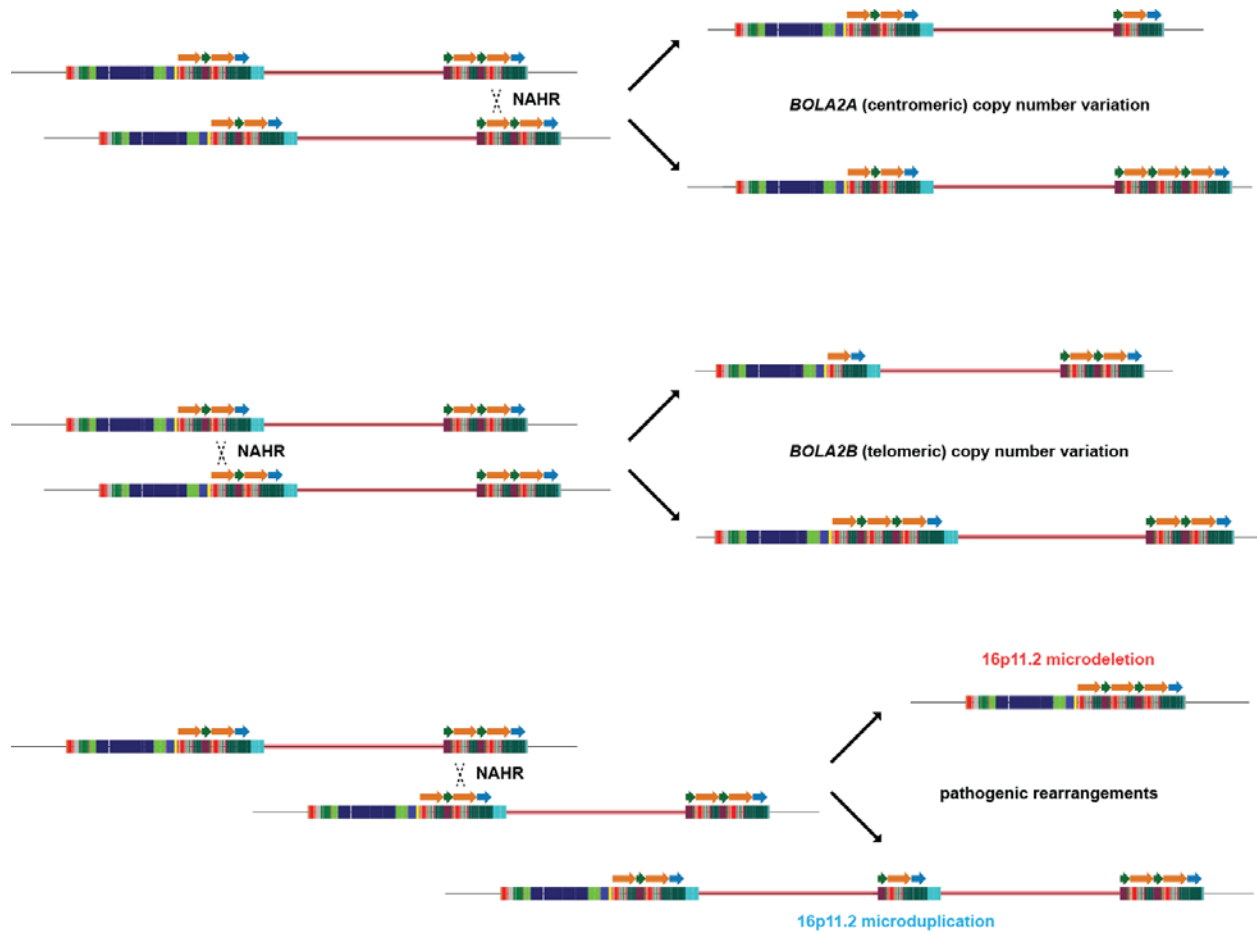 NAHR
BOLA2A (centromeric) copy number variation
NAHR
BOLA2B (telomeric) copy number variation
16p11.2 microdeletion
NAHR
pathogenic rearrangements
16p11.2 microduplication